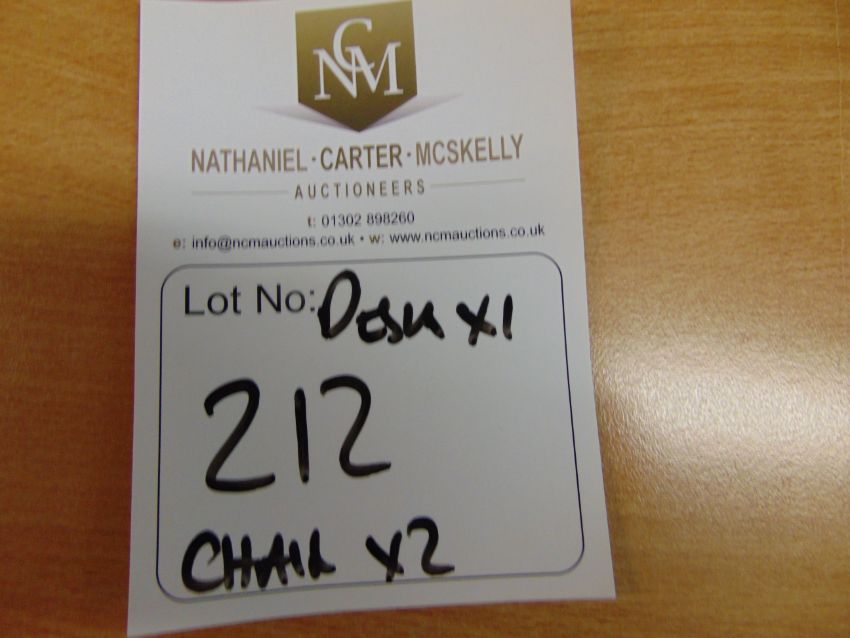 NCM
NATHANIEL · CARTER · MCSKELLY
AUCTIONEERS
t: 01302 898260
e: info@ncmauctions.co.uk • w: www.ncmauctions.co.uk
Lot No: Desk x1
212
CHAIR x2